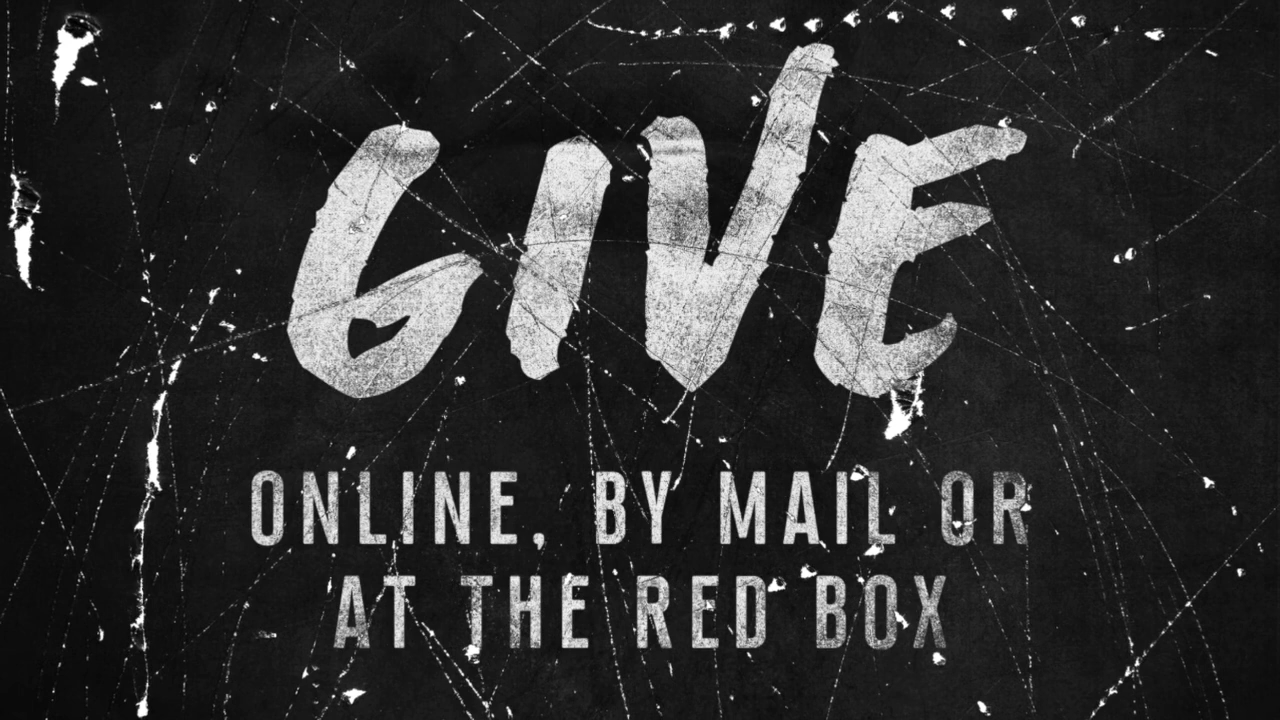 GIVE
ONLINE, BY MAIL OR
AT THE RED BOX